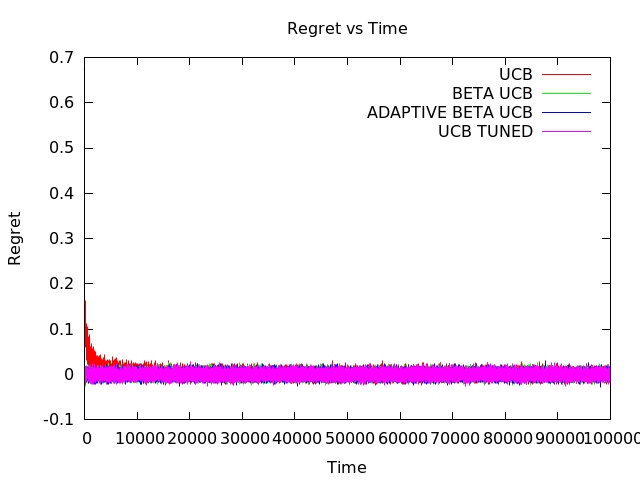 Regret vs Time
UCB
BETA UCB
ADAPTIVE BETA UCB
UCB TUNED
0.7
0.6
0.5
0.4
0.3
0.2
0.1
0
-0.1
Regret
0 10000 20000 30000 40000 50000 60000 70000 80000 90000 100000
Time